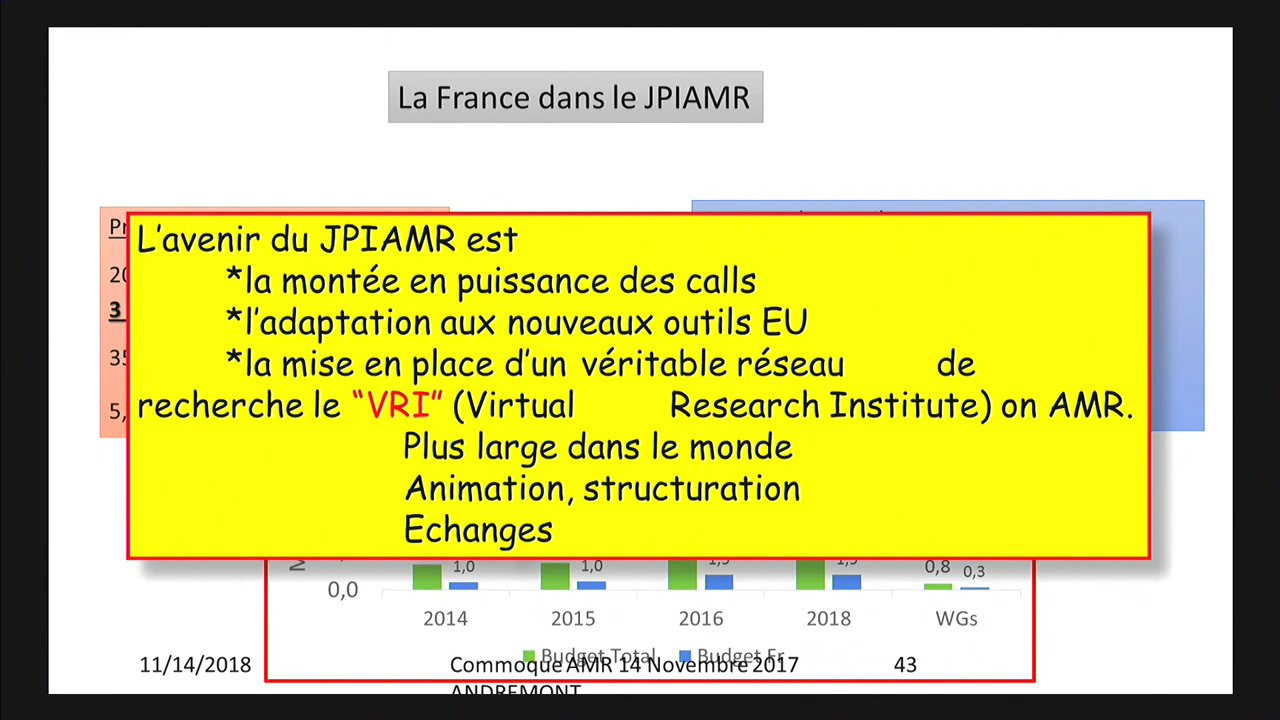 La France dans le JPIAMR
L'avenir du JPIAMR est
*la montée en puissance des calls
*l'adaptation aux nouveaux outils EU
*la mise en place d'un véritable réseau de
recherche le “VRI” (Virtual Research Institute) on AMR.
Plus large dans le monde
Animation, structuration
Echanges
3
1,0 1,0 0,8 0,3
0,0
2014 2015 2016 2018 WGs
Budget Total Budget Fr
11/14/2018 Commoque AMR 14 Novembre 2017 43
ANDREMONT